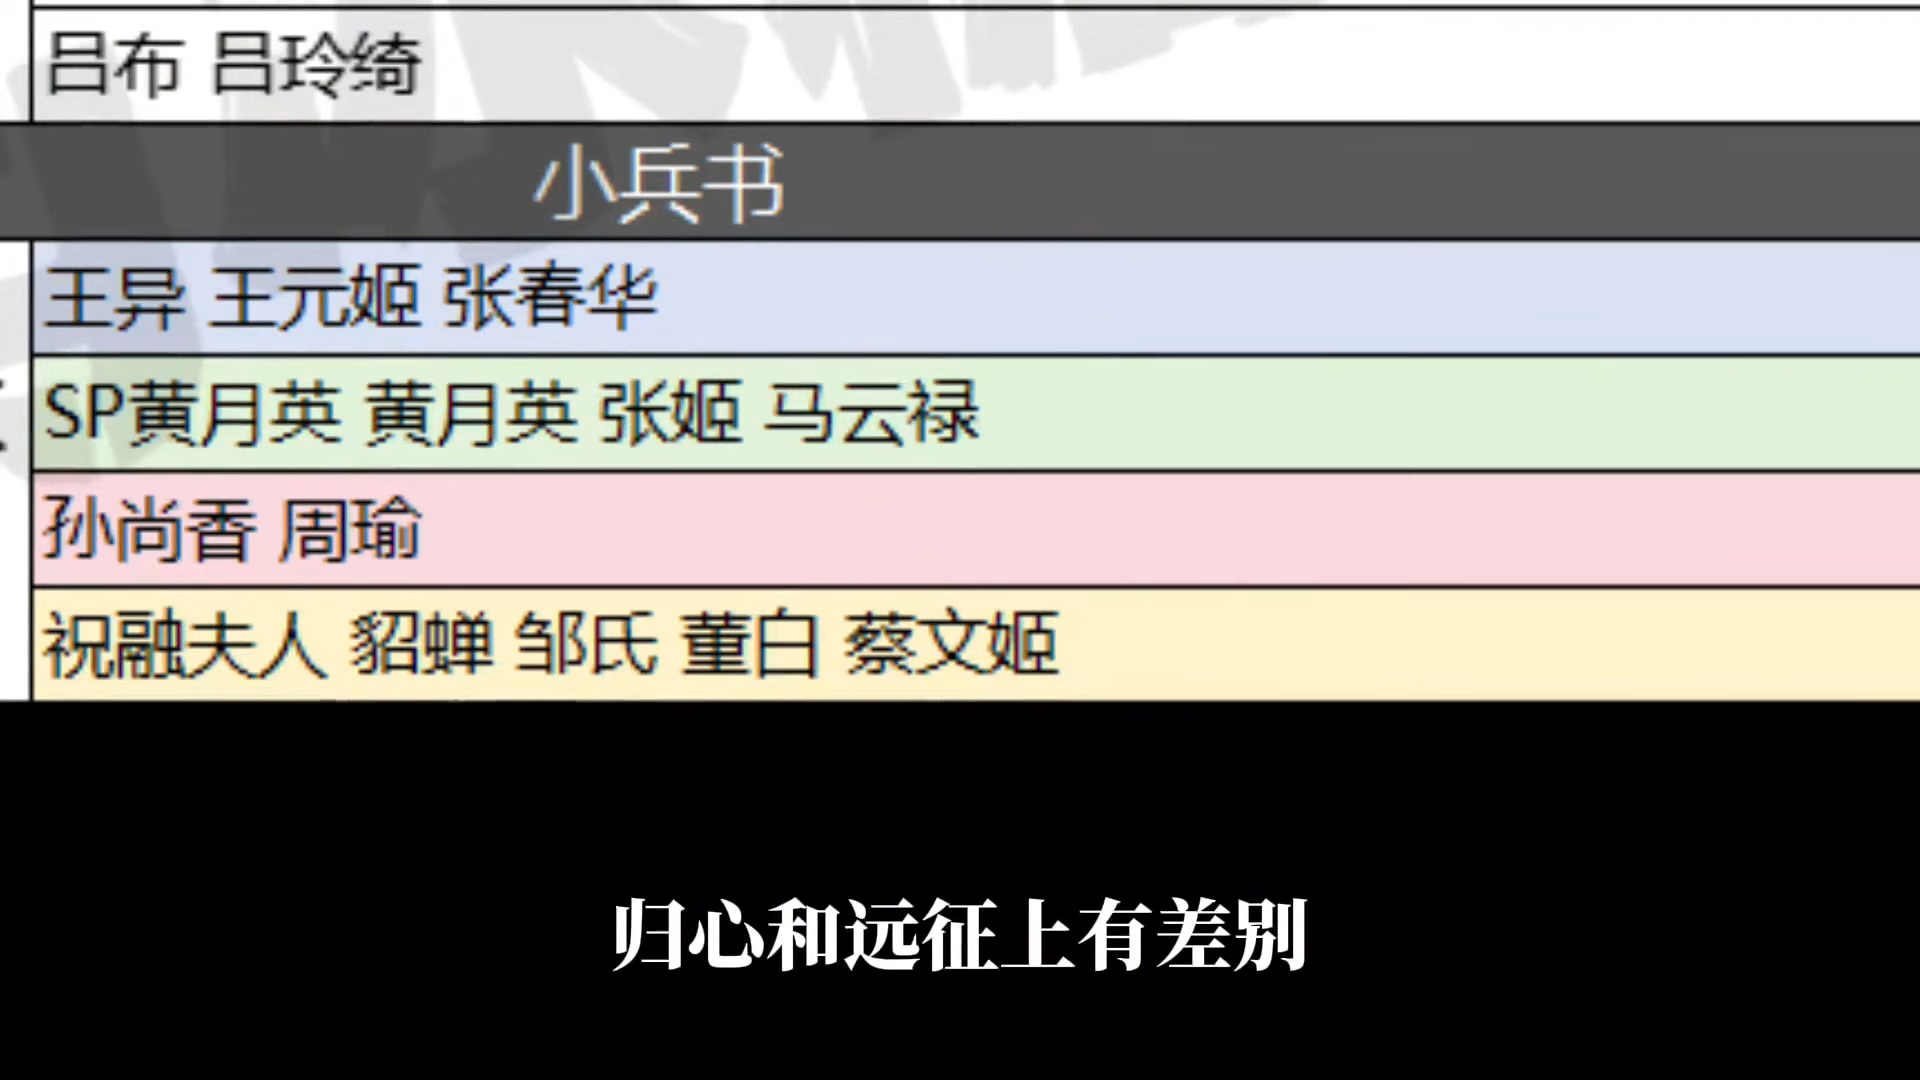 吕布 吕玲绮
小兵书
王异 王元姬 张春华
SP黄月英 黄月英 张姬 马云禄
孙尚香 周瑜
祝融夫人 貂蝉 邹氏 董白 蔡文姬
归心和远征上有差别